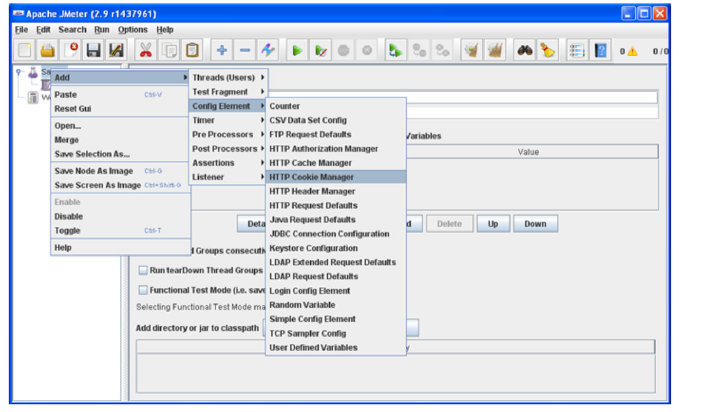 Apache JMeter (2.9 r1437961)
File Edit Search Run Options Help
0 0/0
Sa
W
Add
Paste Ctrl-V
Reset Gui
Open...
Merge
Save Selection As...
Save Node As Image Ctrl-G
Save Screen As Image Ctrl+Shift-G
Enable
Disable
Toggle Ctrl-T
Help
Threads (Users)
Test Fragment
Config Element
Timer
Pre Processors
Post Processors
Assertions
Listener
Counter
CSV Data Set Config
FTP Request Defaults
HTTP Authorization Manager
HTTP Cache Manager
HTTP Cookie Manager
HTTP Header Manager
HTTP Request Defaults
Java Request Defaults
JDBC Connection Configuration
Keystore Configuration
LDAP Extended Request Defaults
LDAP Request Defaults
Login Config Element
Random Variable
Simple Config Element
TCP Sampler Config
User Defined Variables
Variables
Value
Deta d Delete Up Down
Groups consecuti
Run tearDown Thread Groups
Functional Test Mode (i.e. save
Selecting Functional Test Mode ma
Add directory or jar to classpath
y